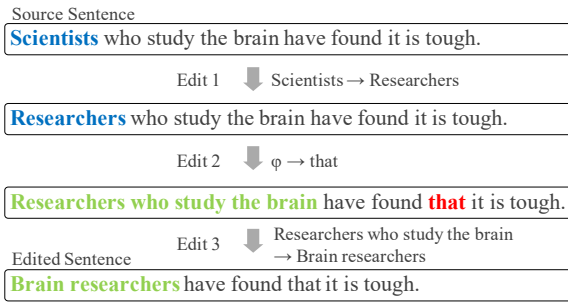 Source Sentence
Scientists who study the brain have found it is tough.
Edit 1 Scientists → Researchers
Researchers who study the brain have found it is tough.
Edit 2 φ → that
Researchers who study the brain have found that it is tough.
Edit 3 Researchers who study the brain
→ Brain researchers
Edited Sentence
Brain researchers have found that it is tough.